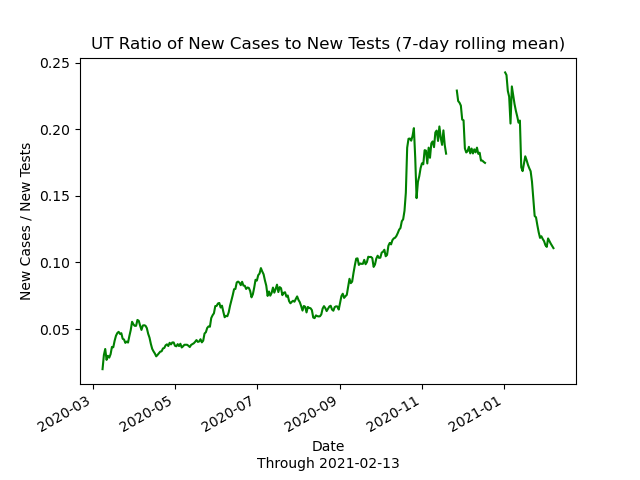 UT Ratio of New Cases to New Tests (7-day rolling mean)
0.25
0.20
0.15
0.10
0.05
New Cases / New Tests
2020-03
2020-05
2020-07
2020-09
2020-11
2021-01
Date
Through 2021-02-13